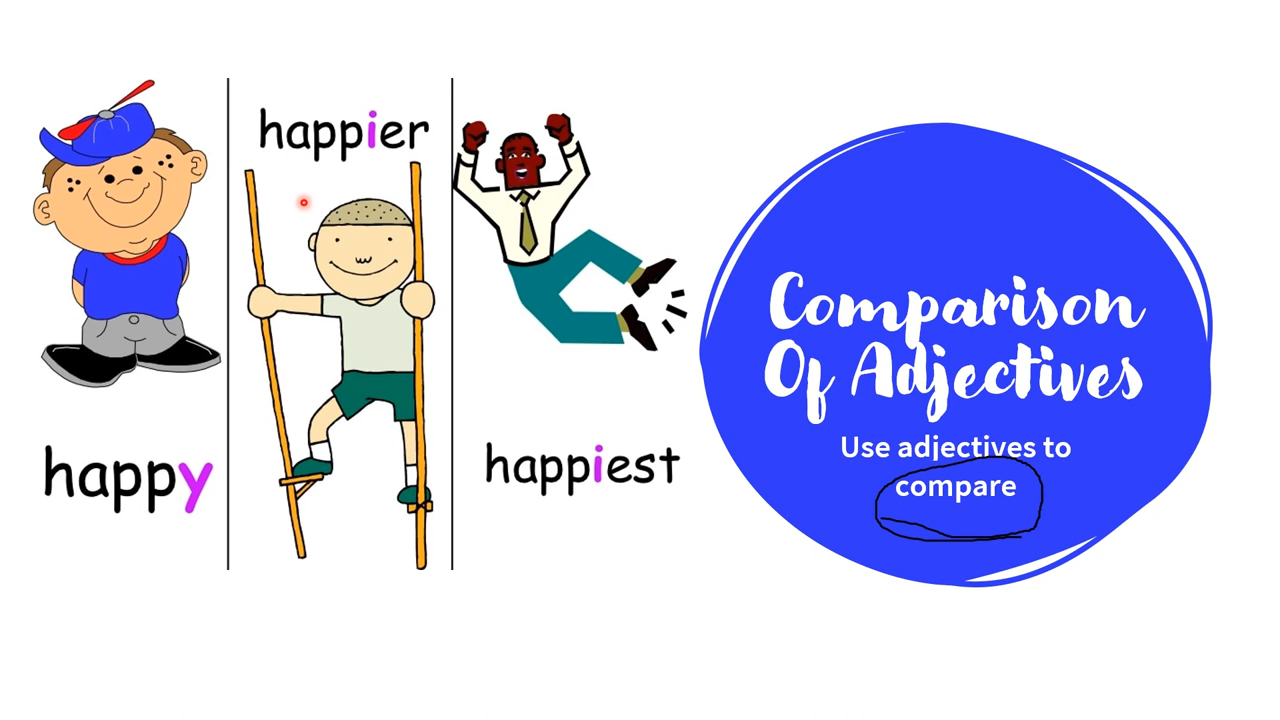 happy
happier
happiest
Comparison
Of Adjectives
Use adjectives to
compare